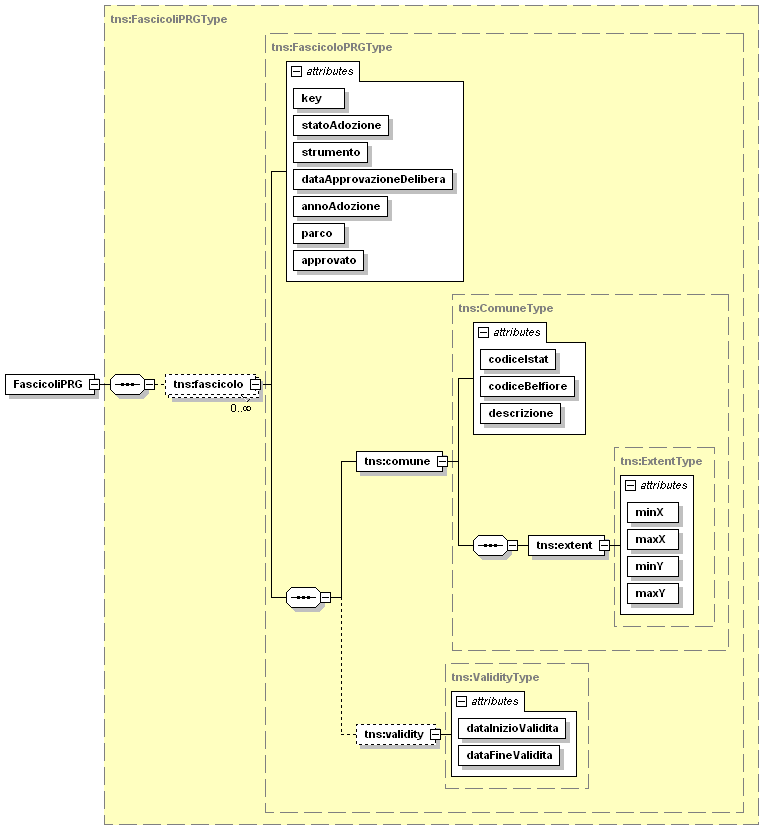 tns:FascicoliPRGType
tns:FascicoloPRGType
attributes
key
statoAdozione
strumento
dataApprovazioneDelibera
annoAdozione
parco
approvato
tns:ComuneType
attributes
codiceIstat
codiceBelfiore
descrizione
FascicoliPRG
tns:fascicolo
0..∞
tns:comune
tns:ExtentType
attributes
minX
maxX
minY
maxY
tns:extent
tns:ValidityType
attributes
dataInizioValidita
dataFineValidita
tns:validity